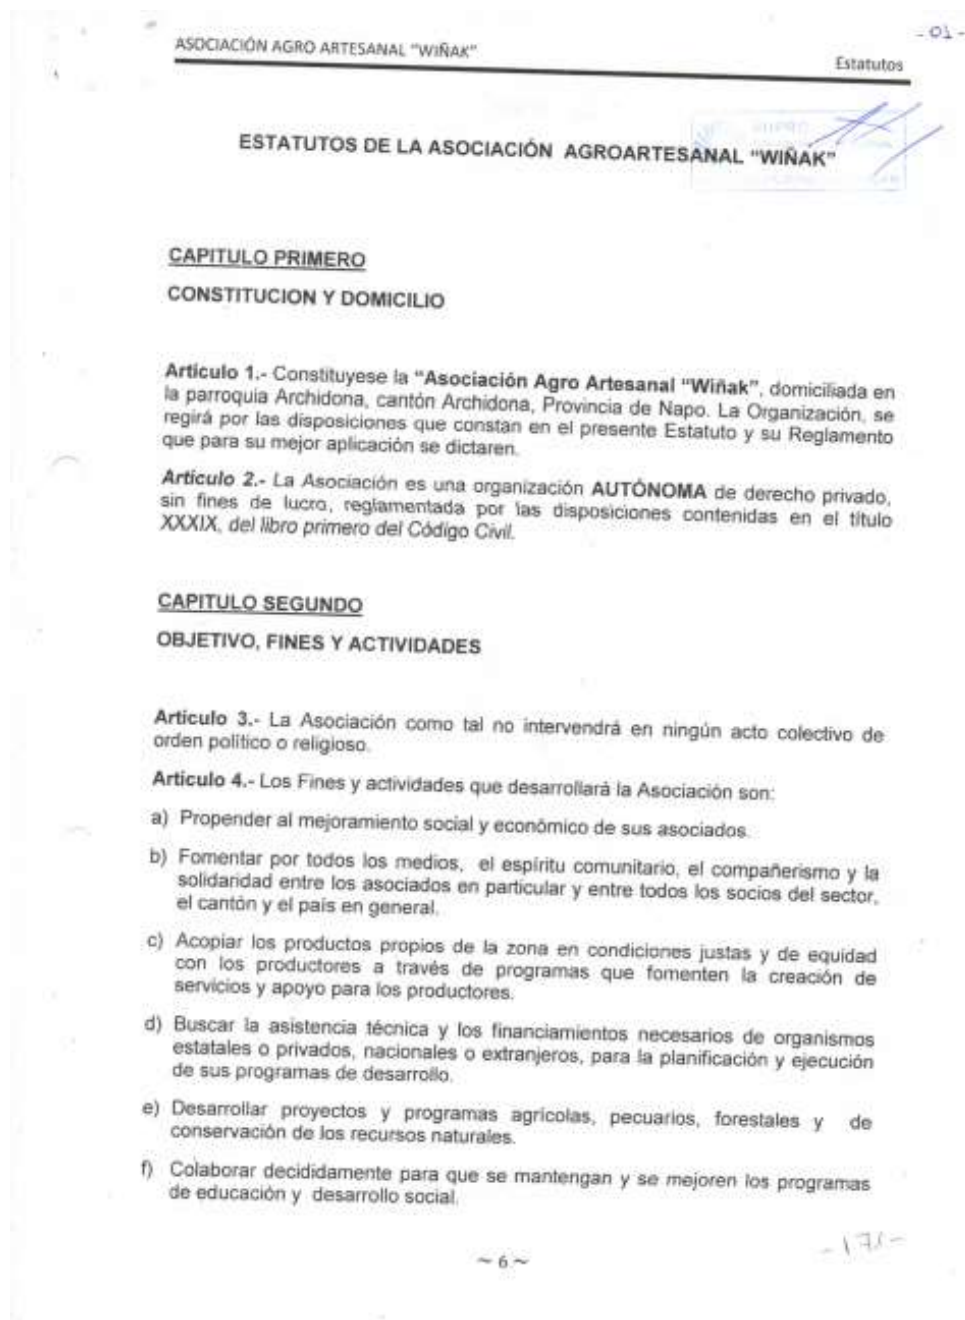 - 01 -
ASOCIACIÓN AGRO ARTESANAL "WIÑAK"
Estatutos
ESTATUTOS DE LA ASOCIACIÓN AGROARTESANAL "WIÑAK"
CAPITULO PRIMERO
CONSTITUCION Y DOMICILIO
Artículo 1.- Constituyese la "Asociación Agro Artesanal "Wiñak", domiciliada en
la parroquia Archidona, cantón Archidona, Provincia de Napo. La Organización, se
regirá por las disposiciones que constan en el presente Estatuto y su Reglamento
que para su mejor aplicación se dictaren.
Artículo 2.- La Asociación es una organización AUTÓNOMA de derecho privado,
sin fines de lucro, reglamentada por las disposiciones contenidas en el título
XXXIX, del libro primero del Código Civil.
CAPITULO SEGUNDO
OBJETIVO, FINES Y ACTIVIDADES
Artículo 3.- La Asociación como tal no intervendrá en ningún acto colectivo de
orden político o religioso.
Artículo 4.- Los Fines y actividades que desarrollará la Asociación son:
a) Propender al mejoramiento social y económico de sus asociados.
b) Fomentar por todos los medios, el espíritu comunitario, el compañerismo y la
solidaridad entre los asociados en particular y entre todos los socios del sector,
el cantón y el país en general.
c) Acopiar los productos propios de la zona en condiciones justas y de equidad
con los productores a través de programas que fomenten la creación de
servicios y apoyo para los productores.
d) Buscar la asistencia técnica y los financiamientos necesarios de organismos
estatales o privados, nacionales o extranjeros, para la planificación y ejecución
de sus programas de desarrollo.
e) Desarrollar proyectos y programas agrícolas, pecuarios, forestales y de
conservación de los recursos naturales.
f) Colaborar decididamente para que se mantengan y se mejoren los programas
de educación y desarrollo social.
~ 6 ~